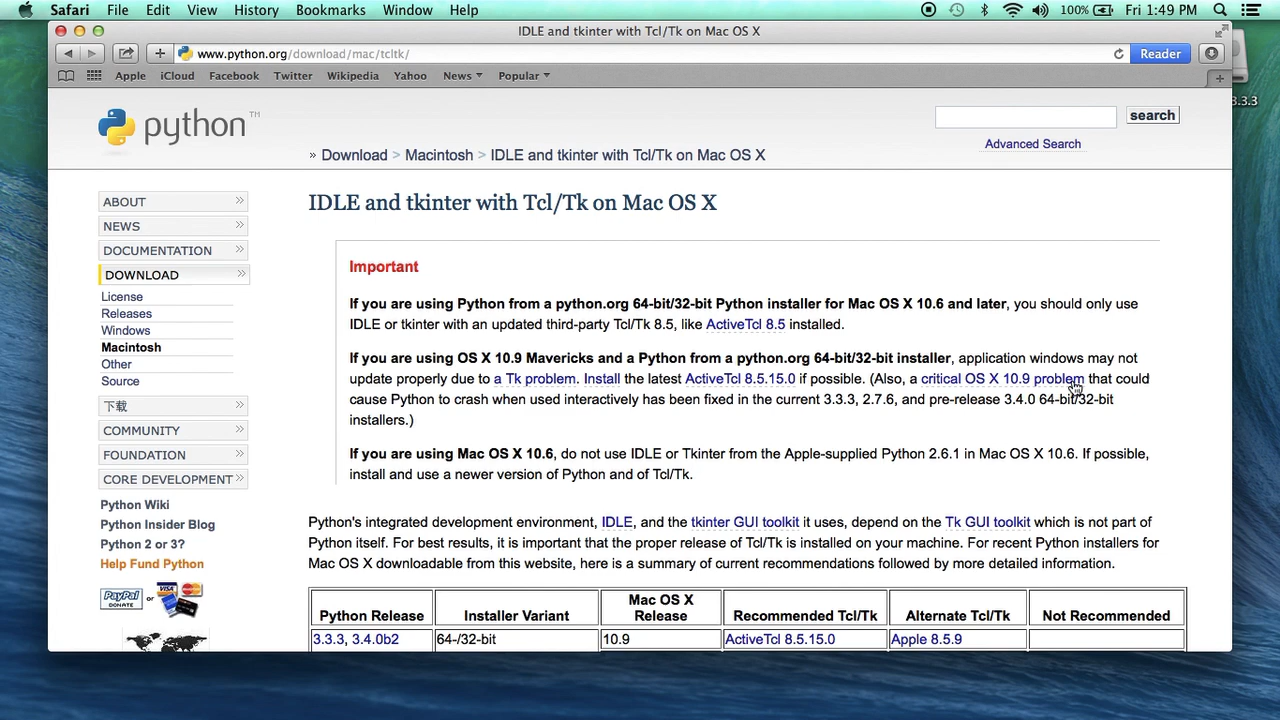 Safari File Edit View History Bookmarks Window Help 100% Fri 1:49 PM
IDLE and tkinter with Tcl/Tk on Mac OS X
www.python.org/download/mac/tcltk/ Reader
Apple iCloud Facebook Twitter Wikipedia Yahoo News Popular
3.3.3
python TM
search
Advanced Search
» Download > Macintosh > IDLE and tkinter with Tcl/Tk on Mac OS X
ABOUT »
NEWS »
DOCUMENTATION »
DOWNLOAD »
License
Releases
Windows
Macintosh
Other
Source
下载 »
COMMUNITY »
FOUNDATION »
CORE DEVELOPMENT »
Python Wiki
Python Insider Blog
Python 2 or 3?
Help Fund Python
PayPal
DONATE
or
VISA
IDLE and tkinter with Tcl/Tk on Mac OS X
Important
If you are using Python from a python.org 64-bit/32-bit Python installer for Mac OS X 10.6 and later, you should only use
IDLE or tkinter with an updated third-party Tcl/Tk 8.5, like ActiveTcl 8.5 installed.
If you are using OS X 10.9 Mavericks and a Python from a python.org 64-bit/32-bit installer, application windows may not
update properly due to a Tk problem. Install the latest ActiveTcl 8.5.15.0 if possible. (Also, a critical OS X 10.9 problem that could
cause Python to crash when used interactively has been fixed in the current 3.3.3, 2.7.6, and pre-release 3.4.0 64-bit/32-bit
installers.)
If you are using Mac OS X 10.6, do not use IDLE or Tkinter from the Apple-supplied Python 2.6.1 in Mac OS X 10.6. If possible,
install and use a newer version of Python and of Tcl/Tk.
Python's integrated development environment, IDLE, and the tkinter GUI toolkit it uses, depend on the Tk GUI toolkit which is not part of
Python itself. For best results, it is important that the proper release of Tcl/Tk is installed on your machine. For recent Python installers for
Mac OS X downloadable from this website, here is a summary of current recommendations followed by more detailed information.
Python Release Installer Variant Mac OS X Release Recommended Tcl/Tk Alternate Tcl/Tk Not Recommended
3.3.3, 3.4.0b2 64-/32-bit 10.9 ActiveTcl 8.5.15.0 Apple 8.5.9